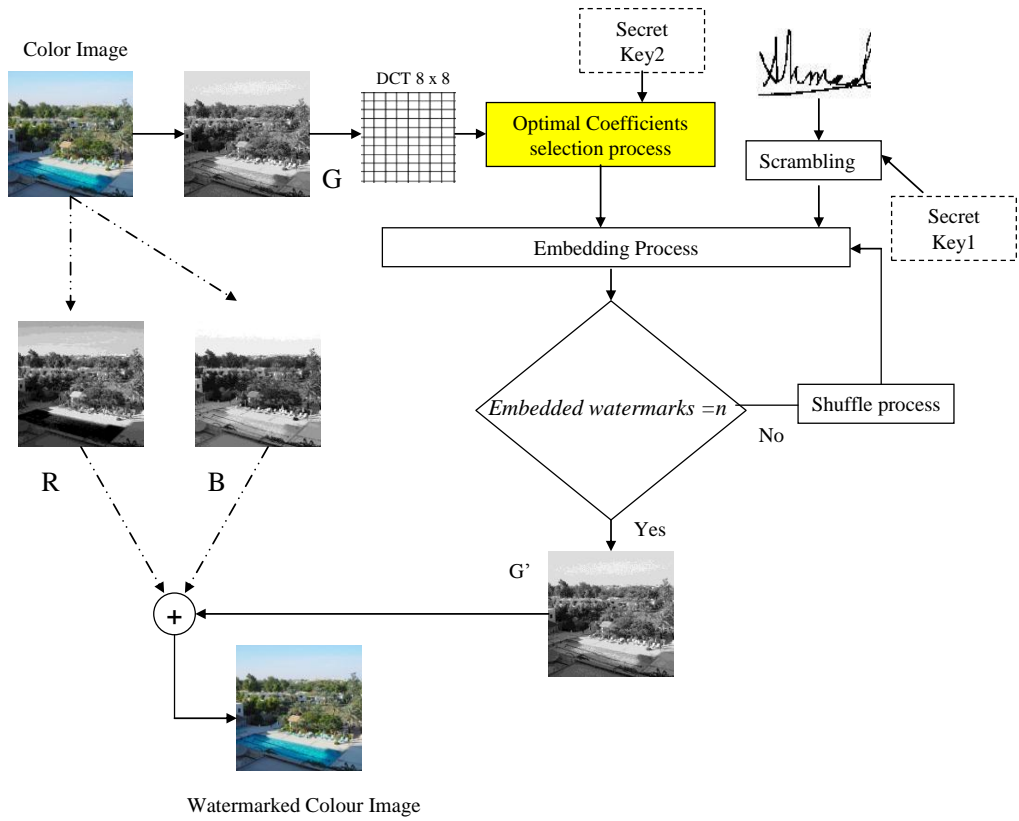 Color Image
Secret
Key2
DCT 8 x 8
Ahmed
Optimal Coefficients
selection process
G
Scrambling
Secret
Key1
Embedding Process
Embedded watermarks =n
Shuffle process
No
R
B
Yes
G’
+
Watermarked Colour Image